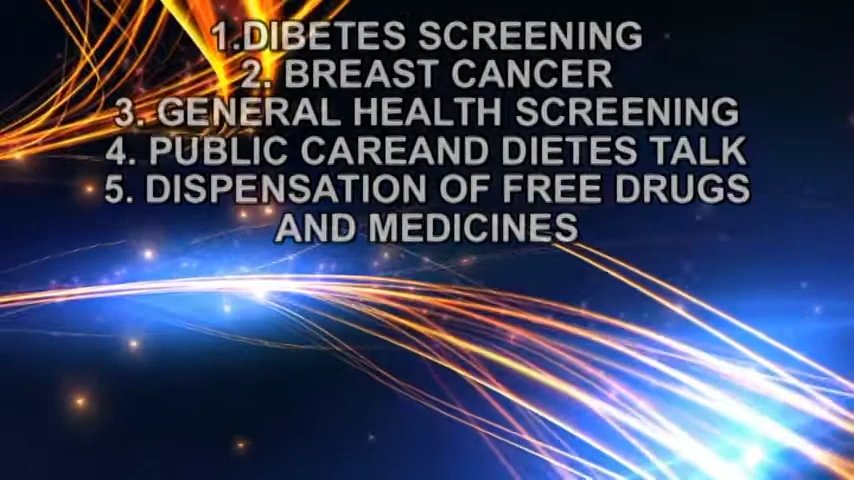 1.DIBETES SCREENING
2. BREAST CANCER
3. GENERAL HEALTH SCREENING
4. PUBLIC CAREAND DIETES TALK
5. DISPENSATION OF FREE DRUGS
AND MEDICINES